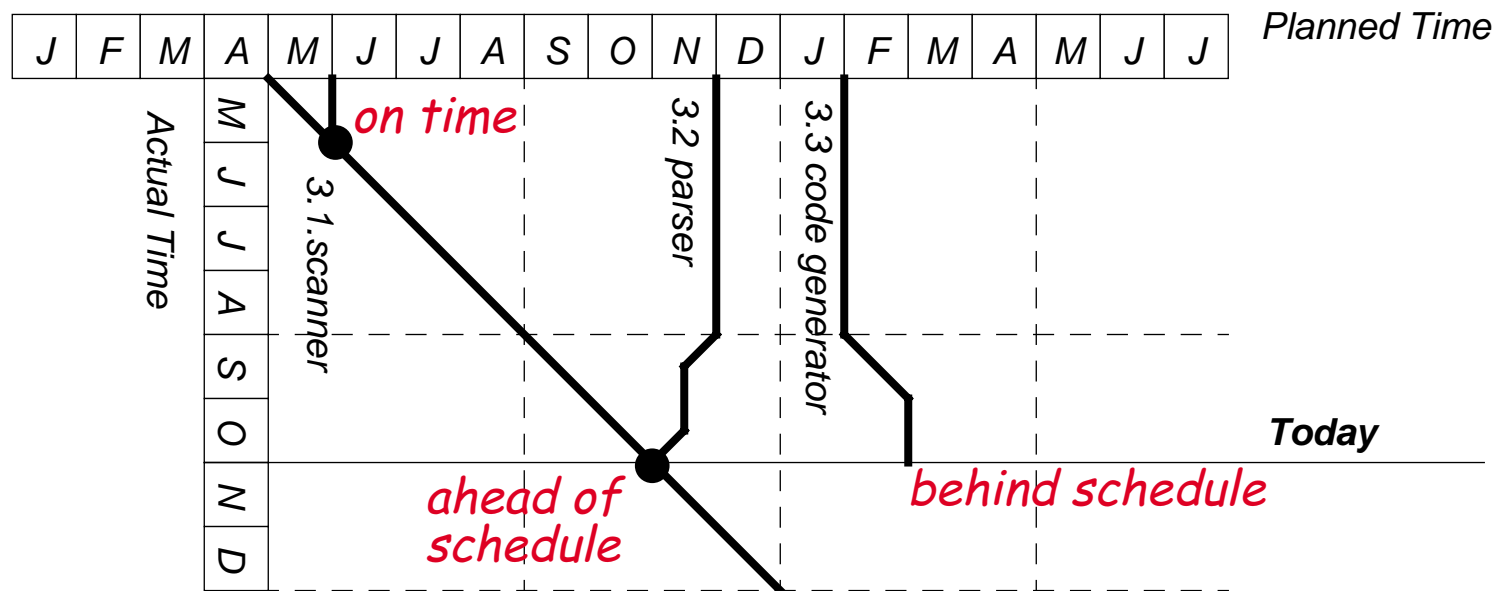 J F M A M J J A S O N D J F M A M J J
Planned Time
Actual Time
M
J
J
A
S
O
N
D
3.1.scanner
on time
3.2 parser
3.3 code generator
Today
ahead of
schedule
behind schedule